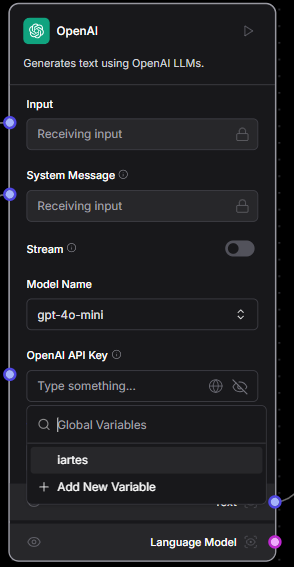 OpenAI
Generates text using OpenAI LLMs.
Input
Receiving input
System Message
Receiving input
Stream
Model Name
gpt-4o-mini
OpenAI API Key
Type something...
Global Variables
iartes
Add New Variable
Text
Language Model